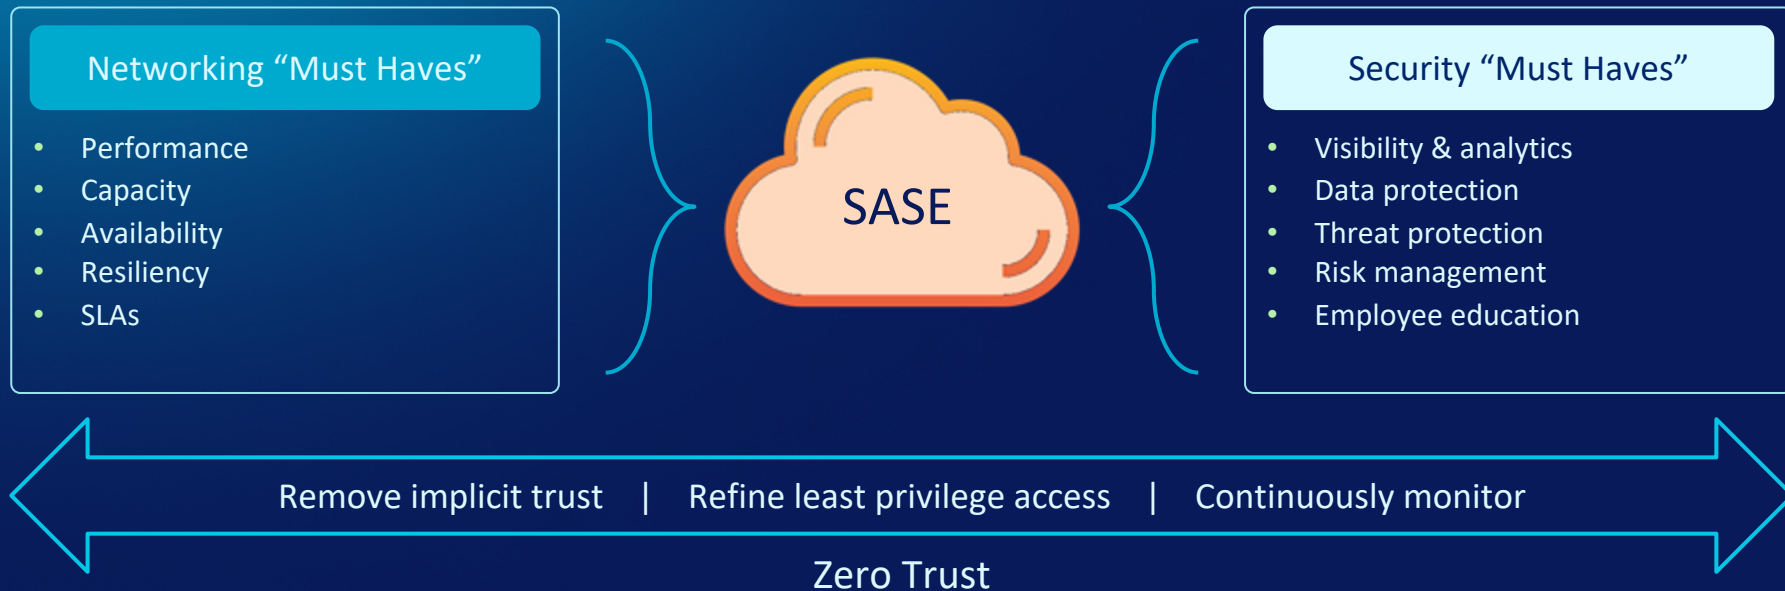 Networking “Must Haves”
• Performance
• Capacity
• Availability
• Resiliency
• SLAs
SASE
Security “Must Haves”
• Visibility & analytics
• Data protection
• Threat protection
• Risk management
• Employee education
Remove implicit trust | Refine least privilege access | Continuously monitor
Zero Trust